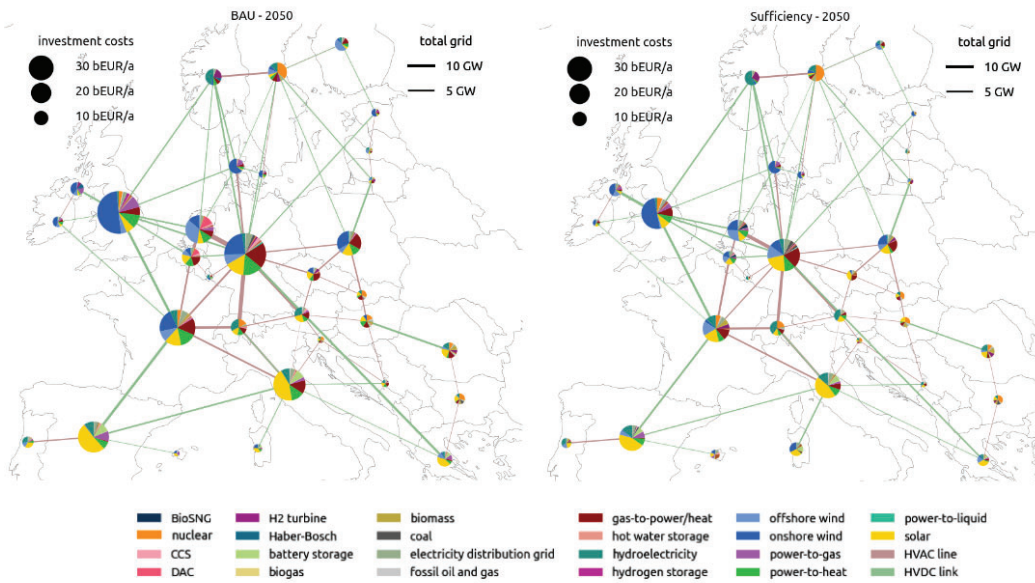 BAU - 2050
investment costs
30 bEUR/a
20 bEUR/a
10 bEUR/a
total grid
10 GW
5 GW
Sufficiency - 2050
investment costs
30 bEUR/a
20 bEUR/a
10 bEUR/a
total grid
10 GW
5 GW
BioSNG
nuclear
CCS
DAC
H2 turbine
Haber-Bosch
battery storage
biogas
biomass
coal
electricity distribution grid
fossil oil and gas
gas-to-power/heat
hot water storage
hydroelectricity
hydrogen storage
offshore wind
onshore wind
power-to-gas
power-to-heat
power-to-liquid
solar
HVAC line
HVDC link